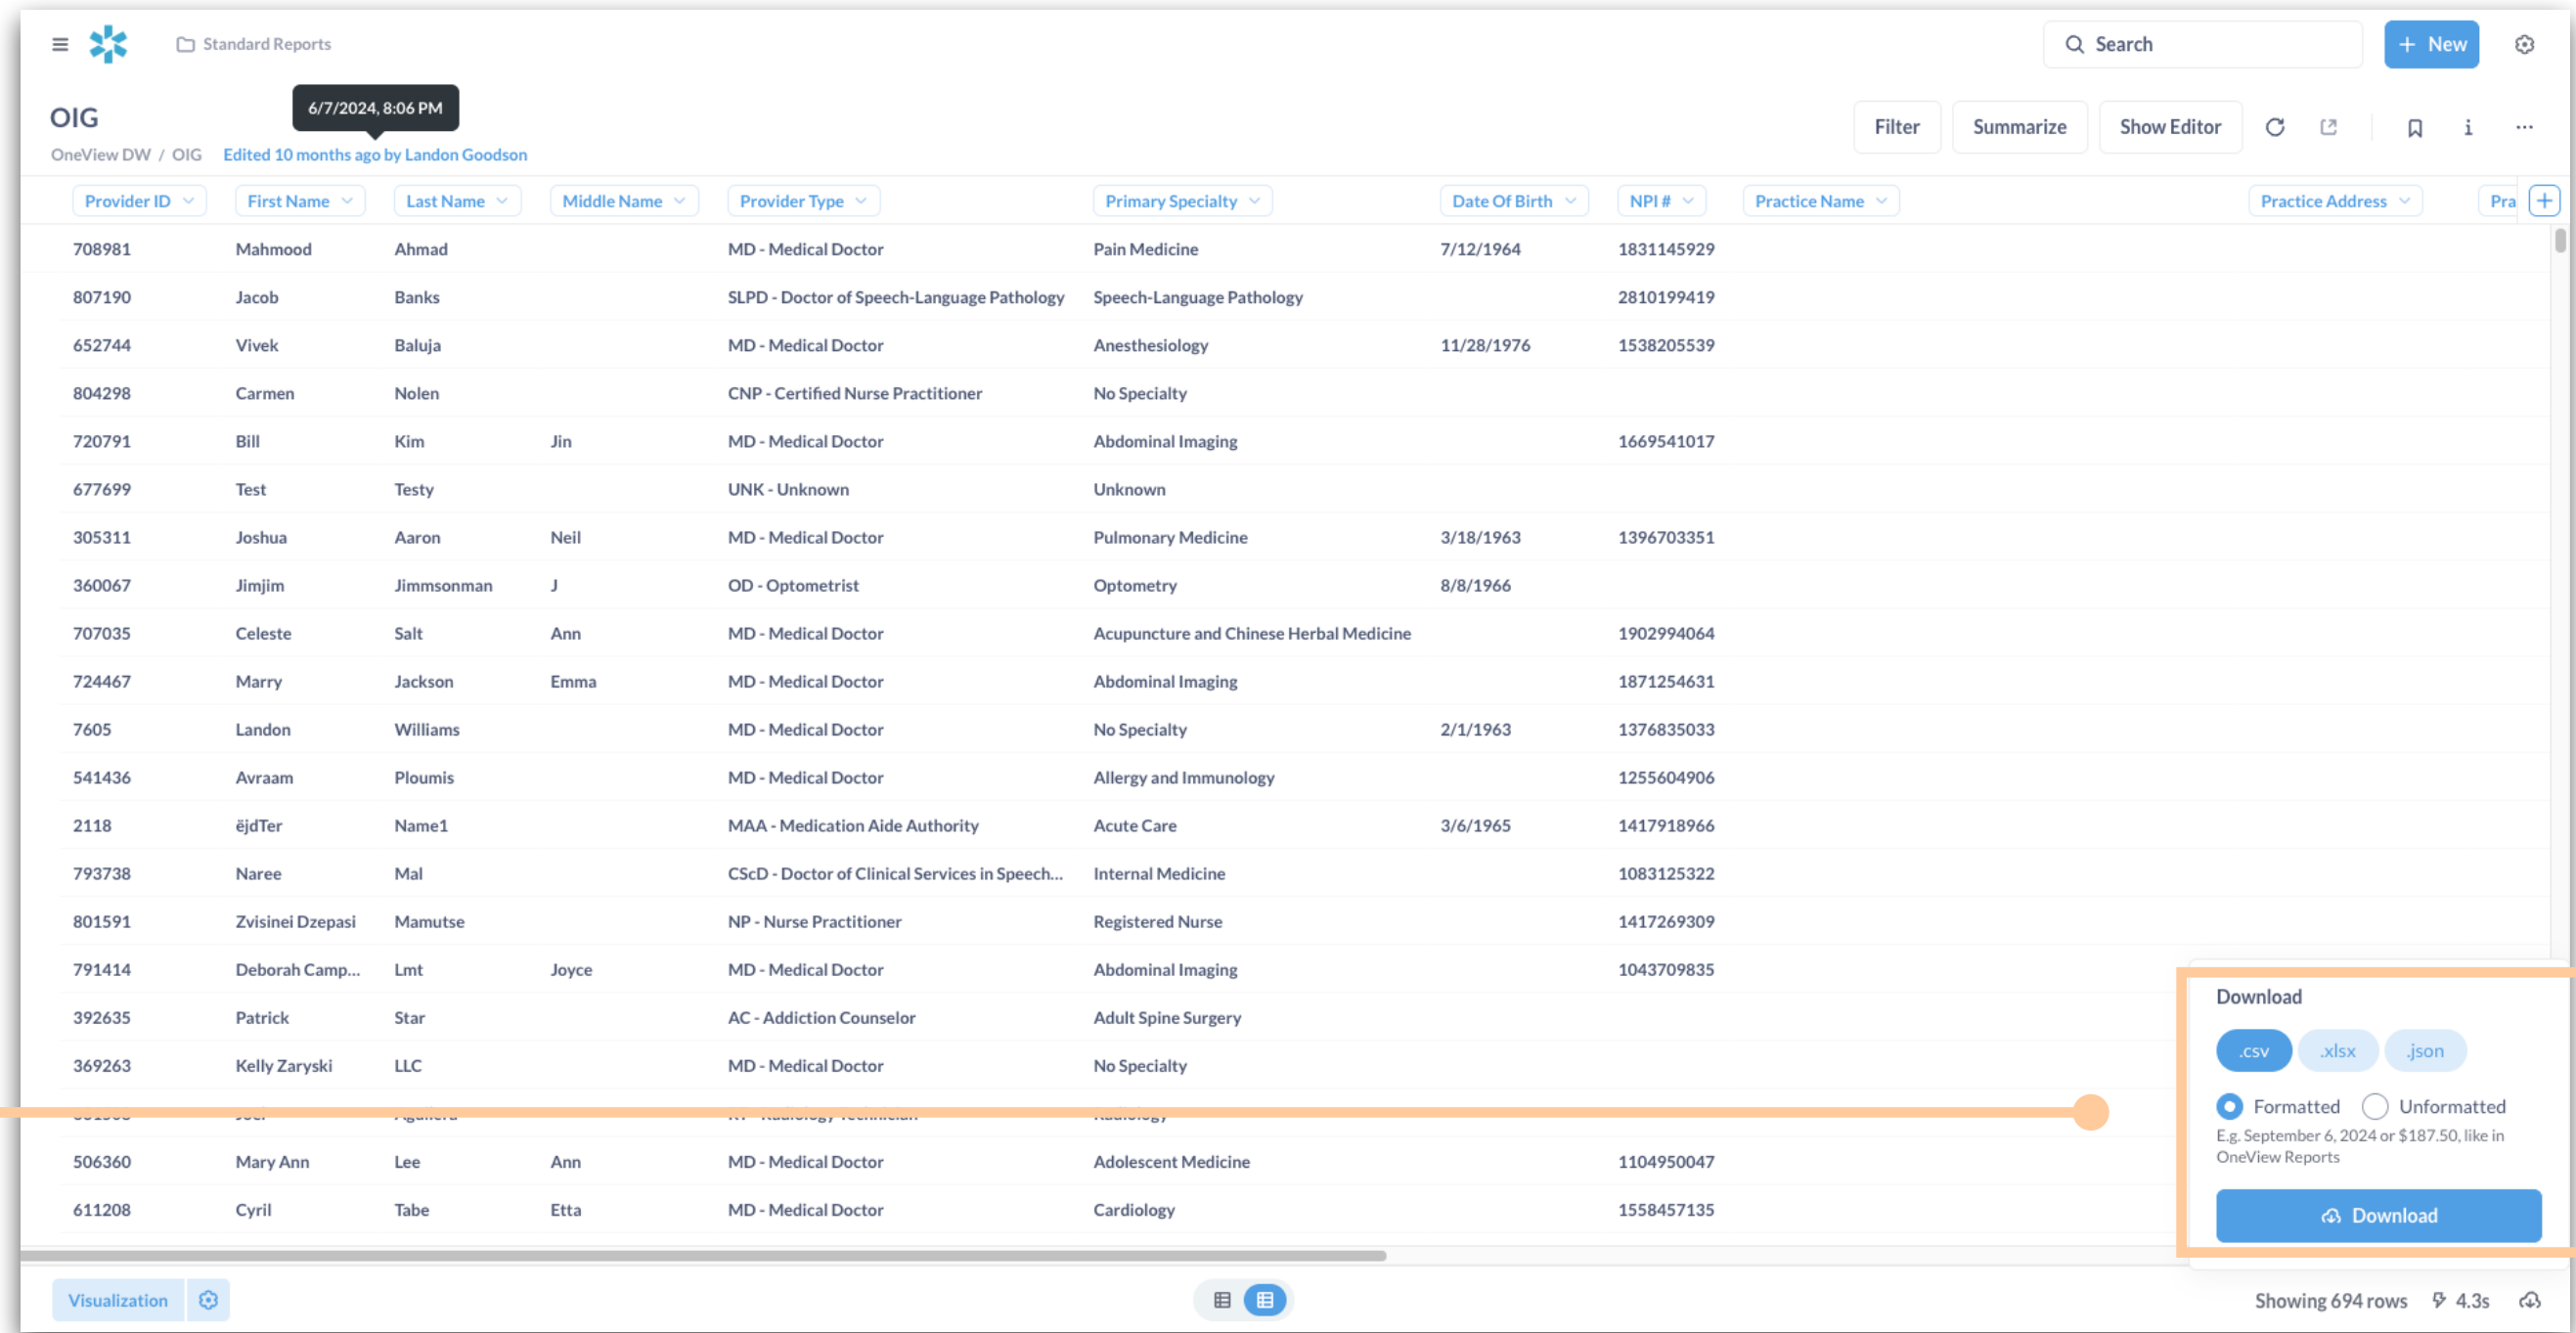 Standard Reports
Search
+ New
6/7/2024, 8:06 PM
OIG
OneView DW / OIG Edited 10 months ago by Landon Goodson
Filter Summarize Show Editor
Provider ID First Name Last Name Middle Name Provider Type Primary Specialty Date Of Birth NPI # Practice Name Practice Address Pra
708981 Mahmood Ahmad MD - Medical Doctor Pain Medicine 7/12/1964 1831145929
807190 Jacob Banks SLPD - Doctor of Speech-Language Pathology Speech-Language Pathology 2810199419
652744 Vivek Baluja MD - Medical Doctor Anesthesiology 11/28/1976 1538205539
804298 Carmen Nolen CNP - Certified Nurse Practitioner No Specialty
720791 Bill Kim Jin MD - Medical Doctor Abdominal Imaging 1669541017
677699 Test Testy UNK - Unknown Unknown
305311 Joshua Aaron Neil MD - Medical Doctor Pulmonary Medicine 3/18/1963 1396703351
360067 Jimjim Jimmsonman J OD - Optometrist Optometry 8/8/1966
707035 Celeste Salt Ann MD - Medical Doctor Acupuncture and Chinese Herbal Medicine 1902994064
724467 Marry Jackson Emma MD - Medical Doctor Abdominal Imaging 1871254631
7605 Landon Williams MD - Medical Doctor No Specialty 2/1/1963 1376835033
541436 Avraam Ploumis MD - Medical Doctor Allergy and Immunology 1255604906
2118 ëjdTer Name1 MAA - Medication Aide Authority Acute Care 3/6/1965 1417918966
793738 Naree Mal CScD - Doctor of Clinical Services in Speech... Internal Medicine 1083125322
801591 Zvisinei Dzepasi Mamutse NP - Nurse Practitioner Registered Nurse 1417269309
791414 Deborah Camp... Lmt Joyce MD - Medical Doctor Abdominal Imaging 1043709835
392635 Patrick Star AC - Addiction Counselor Adult Spine Surgery
369263 Kelly Zaryski LLC MD - Medical Doctor No Specialty
Radiology Technician Radiology
506360 Mary Ann Lee Ann MD - Medical Doctor Adolescent Medicine 1104950047
611208 Cyril Tabe Etta MD - Medical Doctor Cardiology 1558457135
Download
.csv .xlsx .json
Formatted Unformatted
E.g. September 6, 2024 or $187.50, like in
OneView Reports
Download
Visualization
Showing 694 rows 4.3s